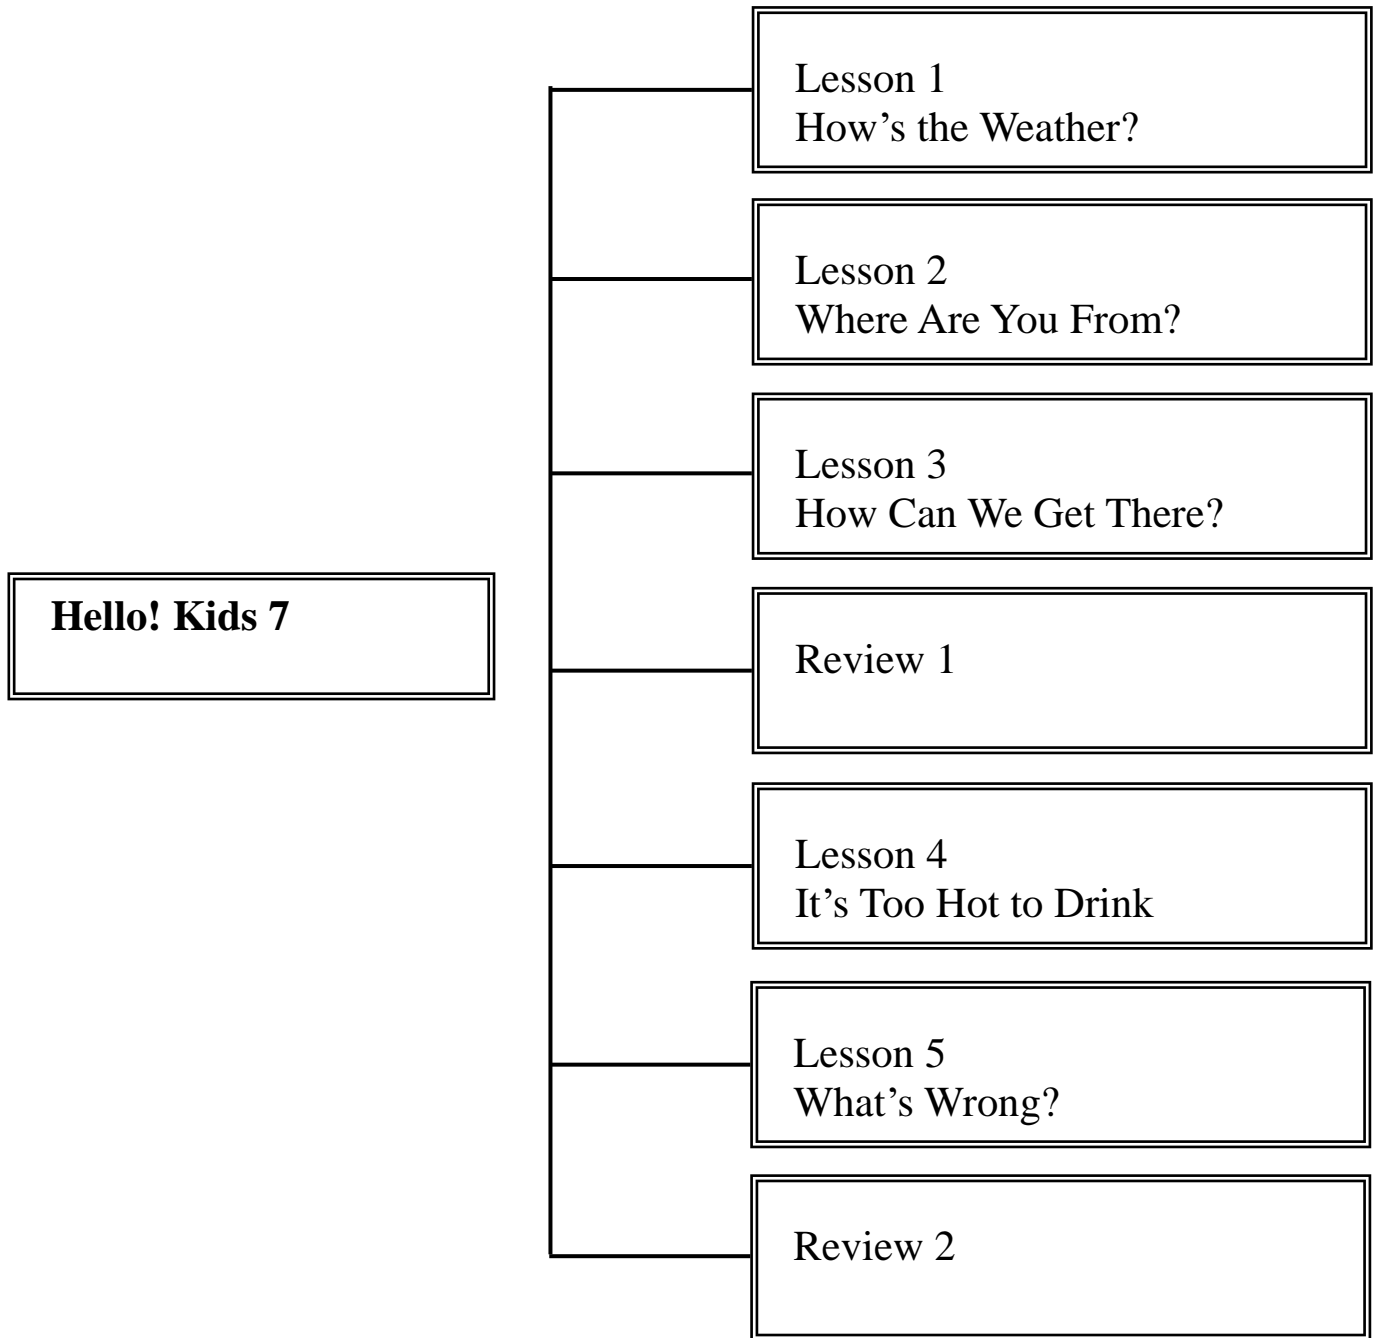 Lesson 1
How’s the Weather?
Lesson 2
Where Are You From?
Lesson 3
How Can We Get There?
Hello! Kids 7
Review 1
Lesson 4
It’s Too Hot to Drink
Lesson 5
What’s Wrong?
Review 2